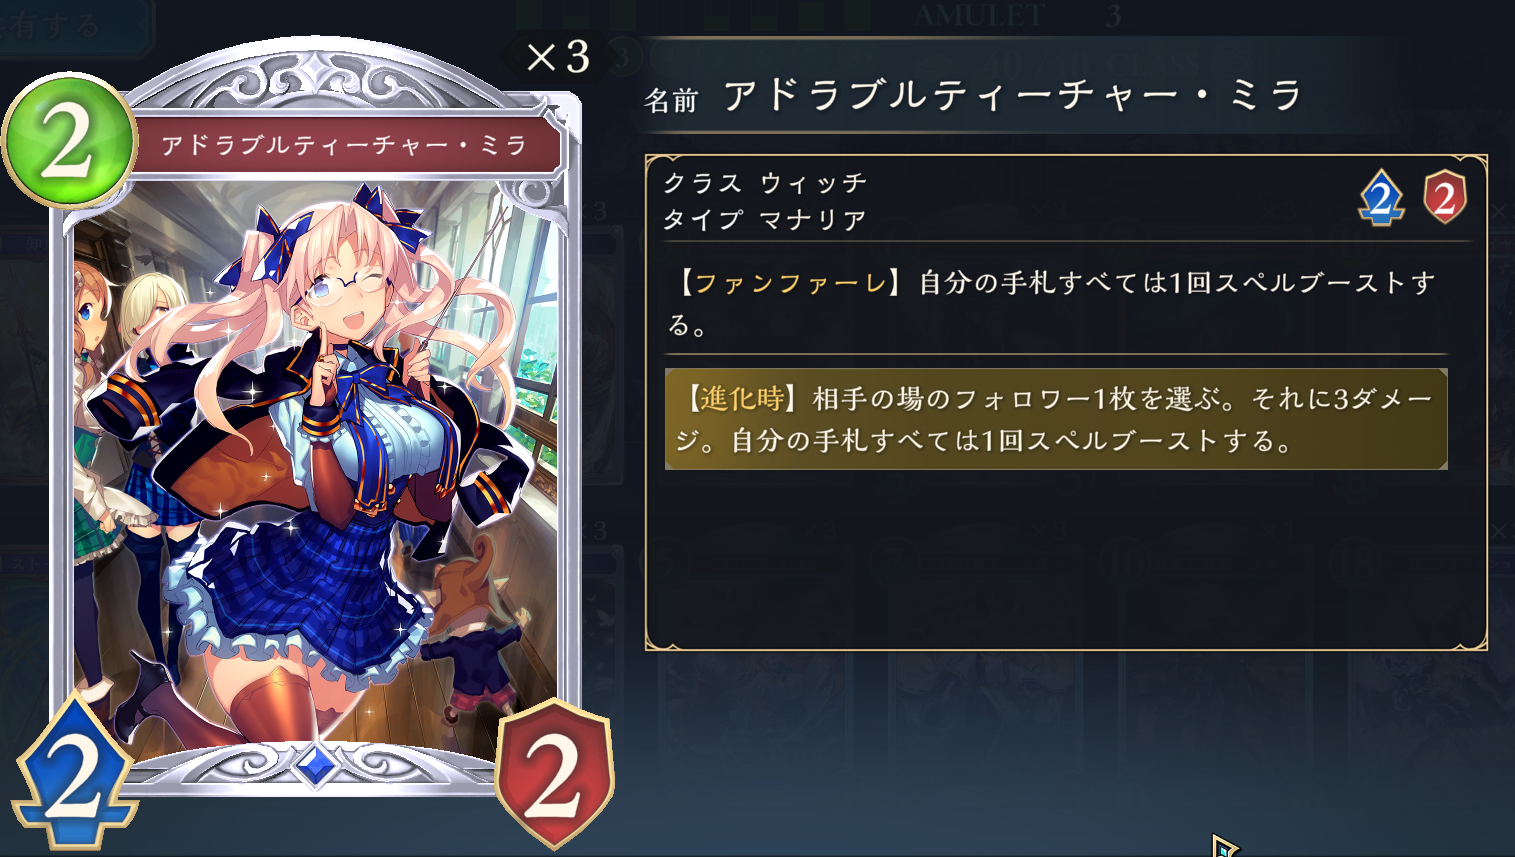 有する
AMULET 3
×3
2
アドラブルティーチャー・ミラ
2
2
名前 アドラブルティーチャー・ミラ
クラス ウィッチ
タイプ マナリア
2 2
【ファンファーレ】自分の手札すべては1回スペルブーストす
る。
【進化時】相手の場のフォロワー1枚を選ぶ。それに3ダメー
ジ。自分の手札すべては1回スペルブーストする。